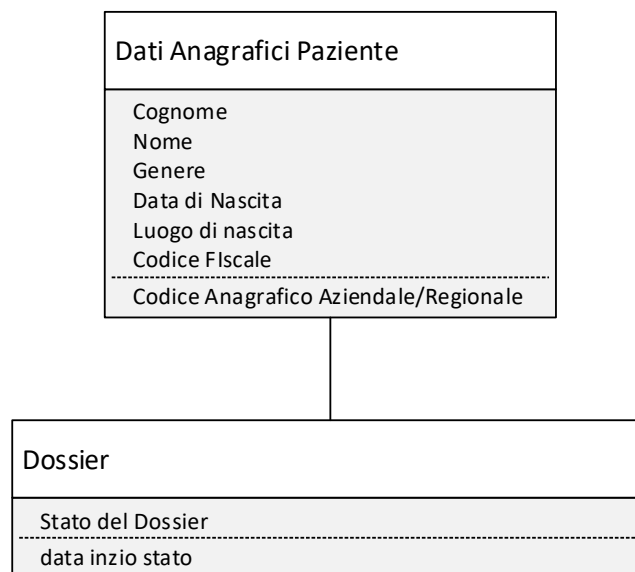 Dati Anagrafici Paziente
Cognome
Nome
Genere
Data di Nascita
Luogo di nascita
Codice FIscale
Codice Anagrafico Aziendale/Regionale
Dossier
Stato del Dossier
data inzio stato